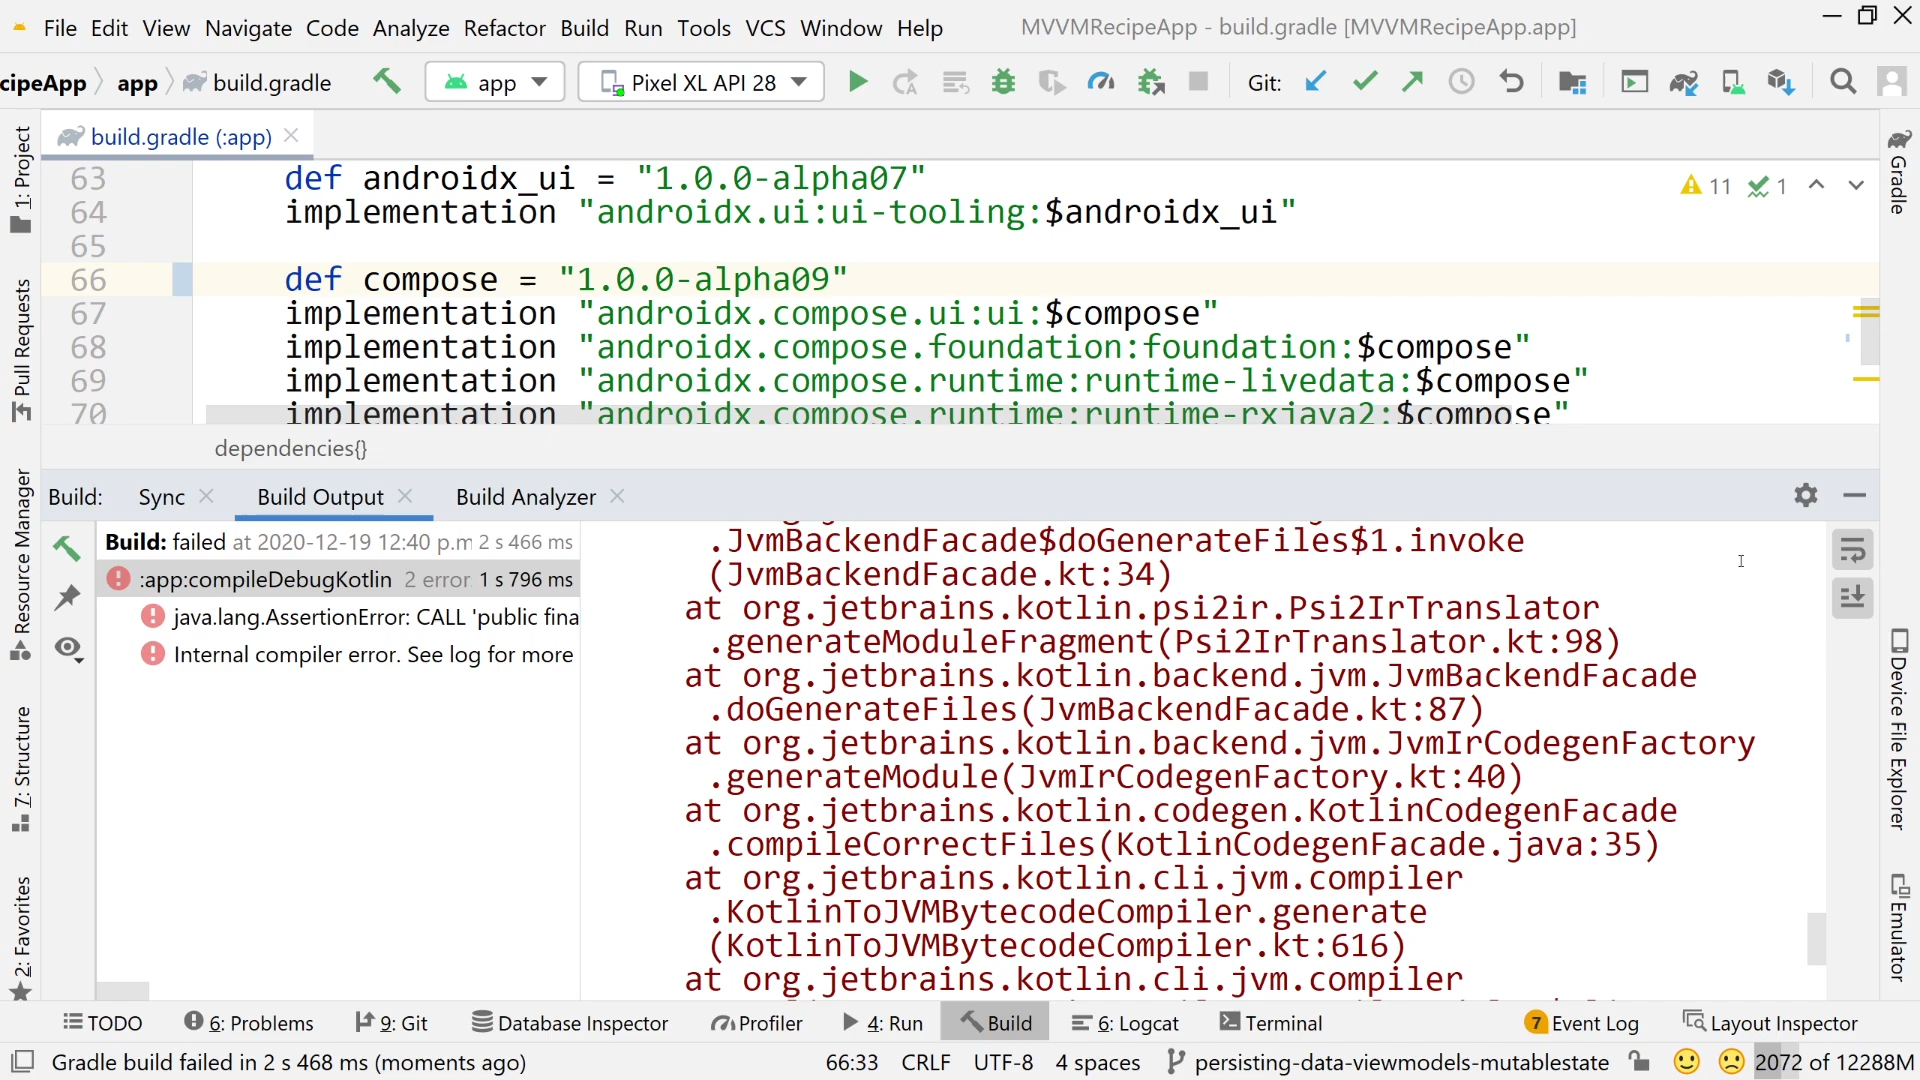 File Edit View Navigate Code Analyze Refactor Build Run Tools VCS Window Help MVVMRecipeApp - build.gradle [MVVMRecipeApp.app]
cipeApp app build.gradle app Pixel XL API 28 Git:
build.gradle (:app)
63 def androidx_ui = "1.0.0-alpha07"
64 implementation "androidx.ui:ui-tooling:$androidx_ui"
65
66 def compose = "1.0.0-alpha09"
67 implementation "androidx.compose.ui:ui:$compose"
68 implementation "androidx.compose.foundation:foundation:$compose"
69 implementation "androidx.compose.runtime:runtime-livedata:$compose"
70 implementation "androidx.compose.runtime:runtime-rxjava2:$compose"
11 1
dependencies{}
Build: Sync Build Output Build Analyzer
Build: failed at 2020-12-19 12:40 p.m 2 s 466 ms
:app:compileDebugKotlin 2 error 1 s 796 ms
java.lang.AssertionError: CALL 'public fina
Internal compiler error. See log for more
.JvmBackendFacade$doGenerateFiles$1.invoke
(JvmBackendFacade.kt:34)
at org.jetbrains.kotlin.psi2ir.Psi2IrTranslator
.generateModuleFragment(Psi2IrTranslator.kt:98)
at org.jetbrains.kotlin.backend.jvm.JvmBackendFacade
.doGenerateFiles(JvmBackendFacade.kt:87)
at org.jetbrains.kotlin.backend.jvm.JvmIrCodegenFactory
.generateModule(JvmIrCodegenFactory.kt:40)
at org.jetbrains.kotlin.codegen.KotlinCodegenFacade
.compileCorrectFiles(KotlinCodegenFacade.java:35)
at org.jetbrains.kotlin.cli.jvm.compiler
.KotlinToJVMBytecodeCompiler.generate
(KotlinToJVMBytecodeCompiler.kt:616)
at org.jetbrains.kotlin.cli.jvm.compiler
1: Project
Pull Requests
Resource Manager
7: Structure
2: Favorites
Gradle
Device File Explorer
Emulator
TODO 6: Problems 9: Git Database Inspector Profiler 4: Run Build 6: Logcat Terminal 7 Event Log Layout Inspector
Gradle build failed in 2 s 468 ms (moments ago) 66:33 CRLF UTF-8 4 spaces persisting-data-viewmodels-mutablestate 2072 of 12288M